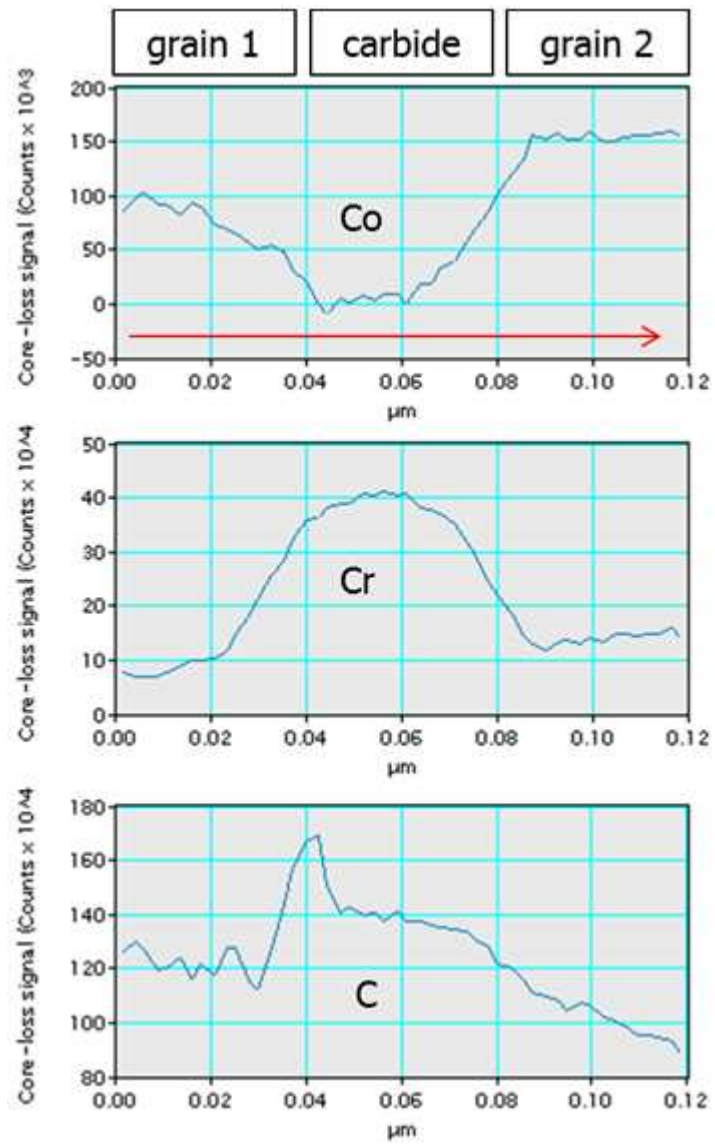 grain 1 carbide grain 2
Core-loss signal (Counts x 10^3
200
150
100
50
0
-50
Co
0.00 0.02 0.04 0.06 0.08 0.10 0.12
µm
Core-loss signal (Counts x 10^4
50
40
30
20
10
0
Cr
0.00 0.02 0.04 0.06 0.08 0.10 0.12
µm
Core-loss signal (Counts x 10^4
180
160
140
120
100
80
C
0.00 0.02 0.04 0.06 0.08 0.10 0.12
µm